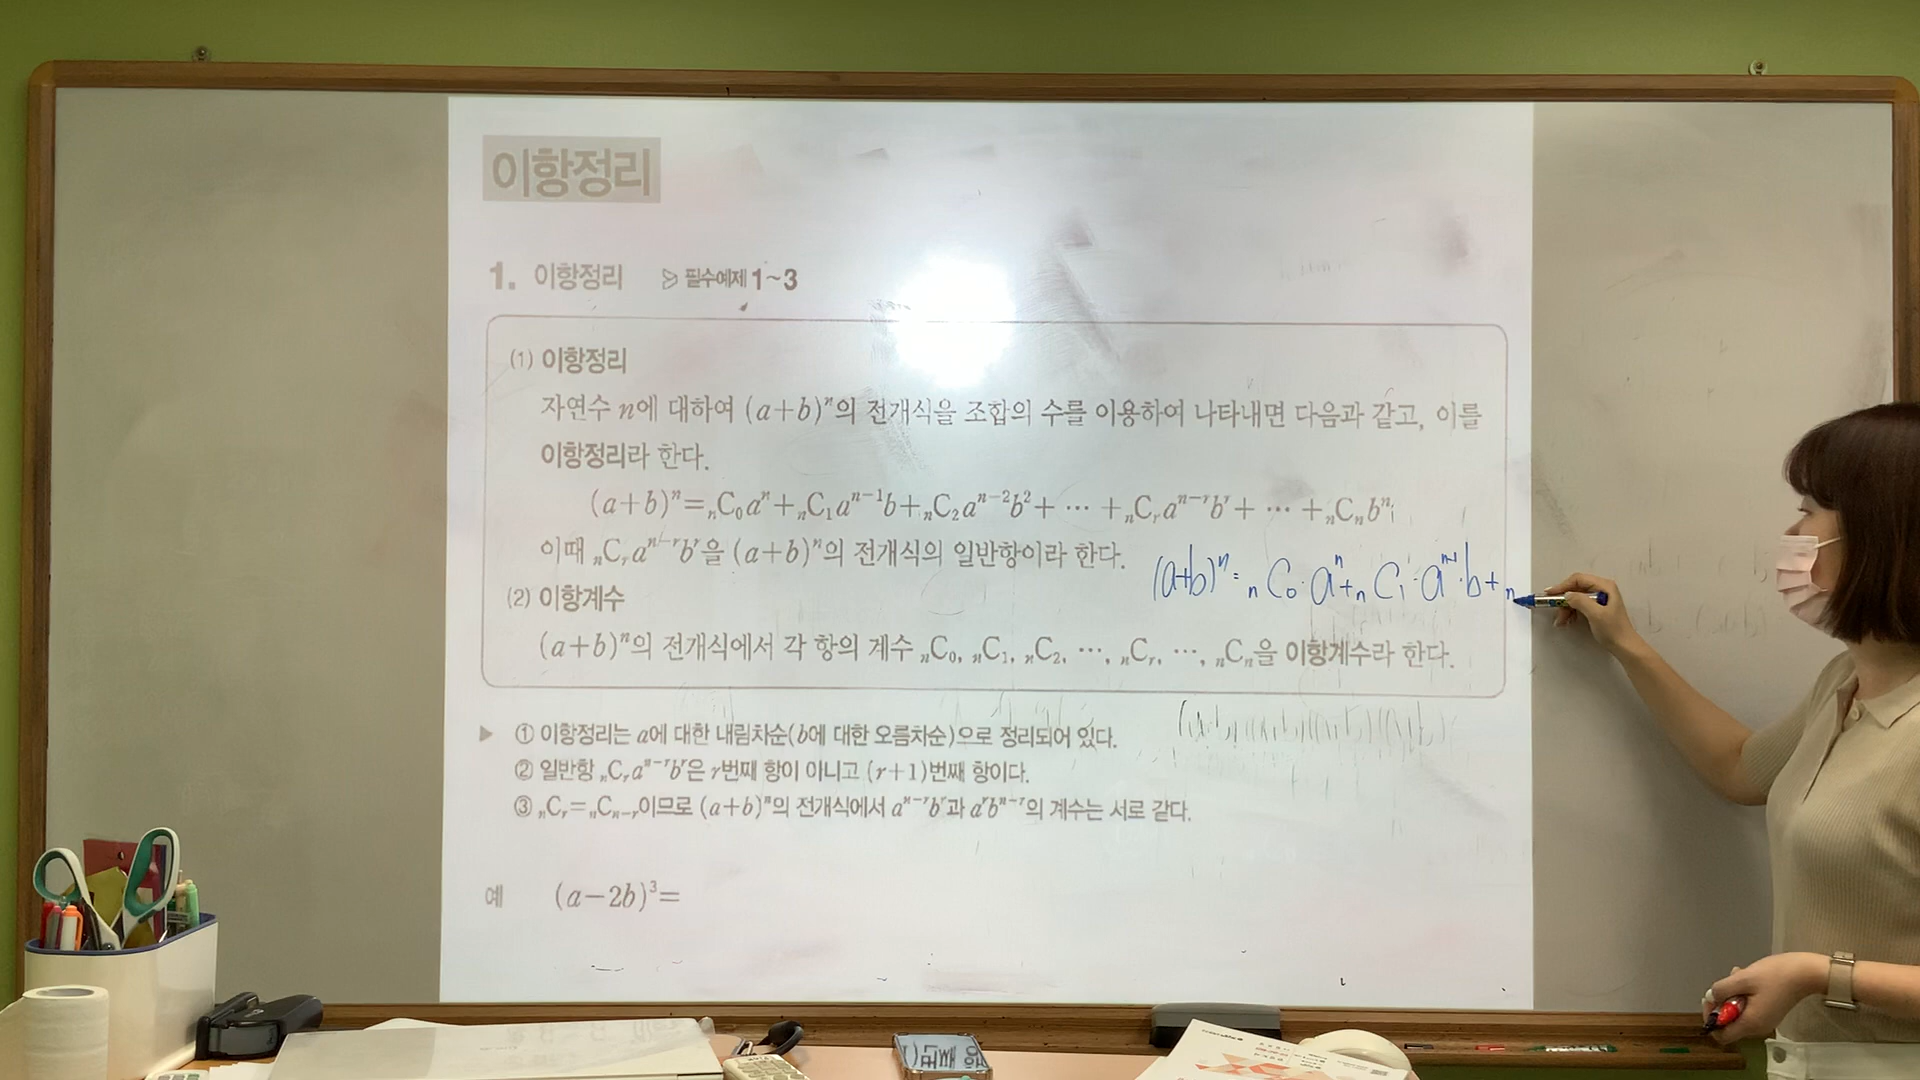 이항정리
1. 이항정리 필수예제 1~3
(1) 이항정리
자연수 n에 대하여 (a+b)ⁿ의 전개식을 조합의 수를 이용하여 나타내면 다음과 같고, 이를
이항정리라 한다.
(a+b)ⁿ=ₙC₀aⁿ+ₙC₁aⁿ⁻¹b+ₙC₂aⁿ⁻²b²+ ⋯ +ₙCᵣaⁿ⁻ʳbʳ+ ⋯ +ₙCₙbⁿ
이때 ₙCᵣaⁿ⁻ʳbʳ을 (a+b)ⁿ의 전개식의 일반항이라 한다.
(a+b)ⁿ=ₙC₀·aⁿ+ₙC₁·aⁿ⁻¹·b+ₙ
(2) 이항계수
(a+b)ⁿ의 전개식에서 각 항의 계수 ₙC₀, ₙC₁, ₙC₂, ⋯, ₙCᵣ, ⋯, ₙCₙ을 이항계수라 한다.
▶ ① 이항정리는 a에 대한 내림차순(b에 대한 오름차순)으로 정리되어 있다.
② 일반항 ₙCᵣaⁿ⁻ʳbʳ은 r번째 항이 아니고 (r+1)번째 항이다.
③ ₙCᵣ=ₙCₙ₋ᵣ이므로 (a+b)ⁿ의 전개식에서 aⁿ⁻ʳbʳ과 aʳbⁿ⁻ʳ의 계수는 서로 같다.
예 (a−2b)³=